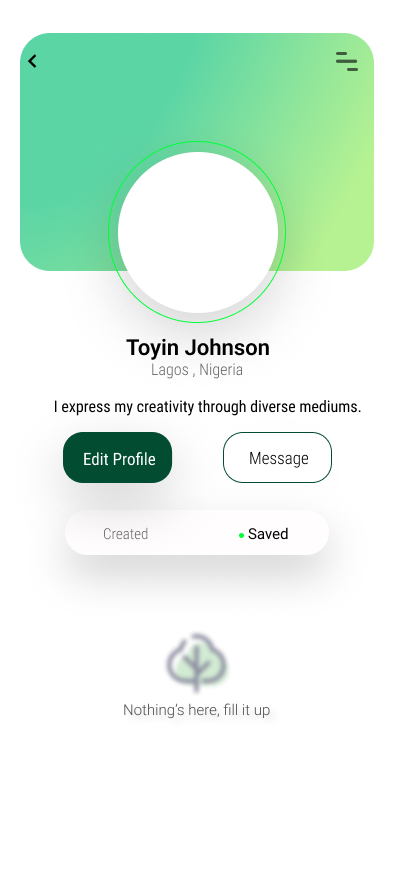 Toyin Johnson
Lagos , Nigeria
I express my creativity through diverse mediums.
Edit Profile Message
Created Saved
Nothing's here, fill it up